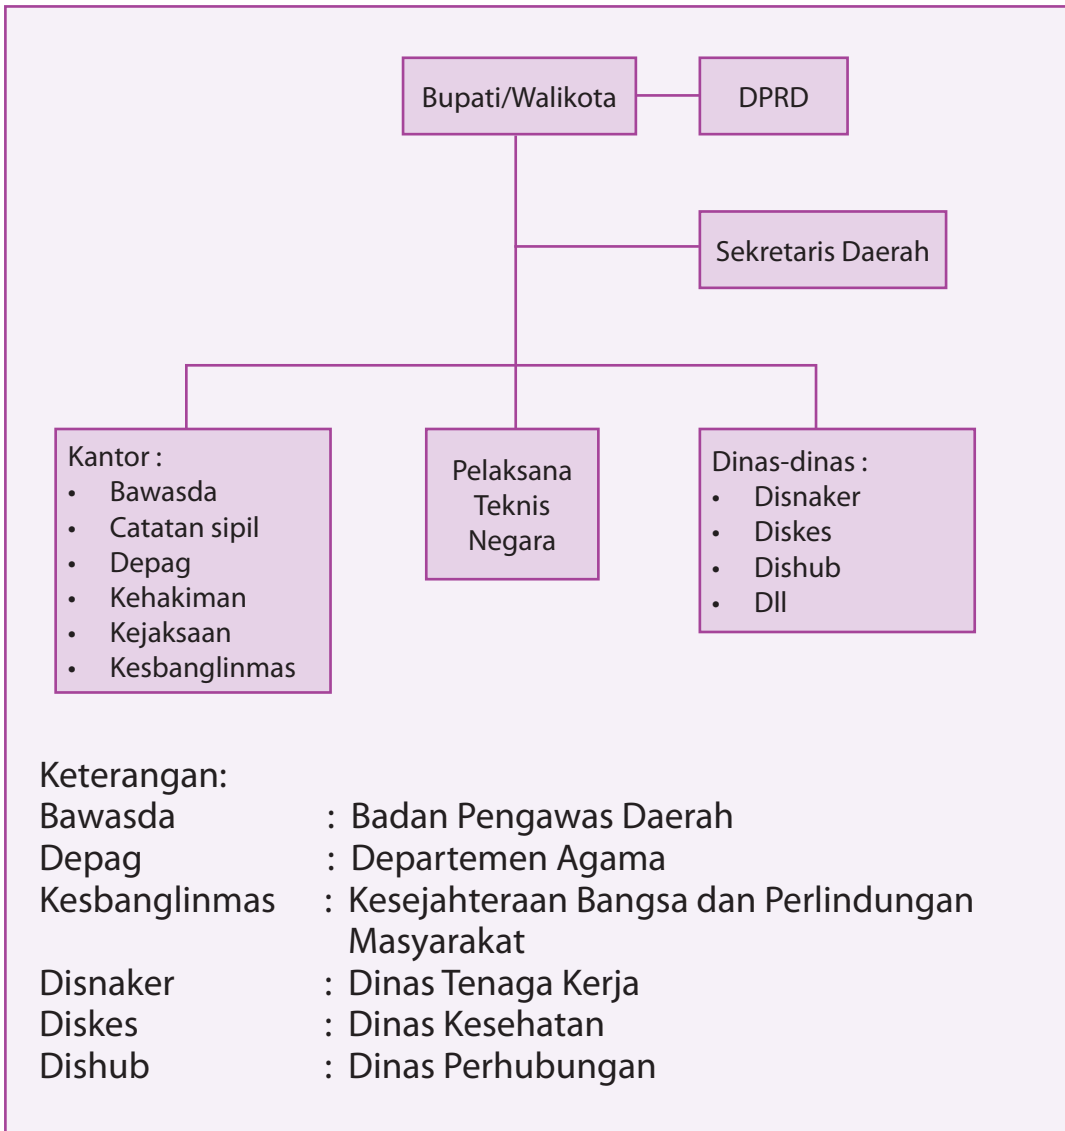 Bupati/Walikota
DPRD
Sekretaris Daerah
Kantor :
• Bawasda
• Catatan sipil
• Depag
• Kehakiman
• Kejaksaan
• Kesbanglinmas
Pelaksana
Teknis
Negara
Dinas-dinas :
• Disnaker
• Diskes
• Dishub
• Dll
Keterangan:
Bawasda : Badan Pengawas Daerah
Depag : Departemen Agama
Kesbanglinmas : Kesejahteraan Bangsa dan Perlindungan
Masyarakat
Disnaker : Dinas Tenaga Kerja
Diskes : Dinas Kesehatan
Dishub : Dinas Perhubungan